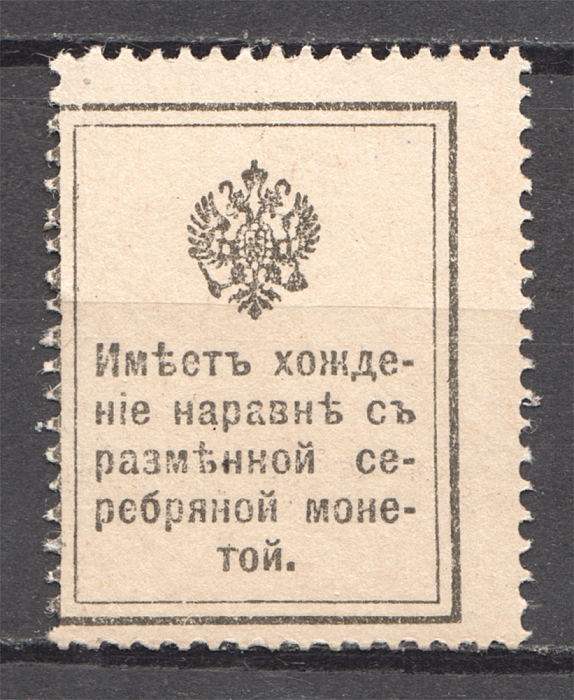 Имѣетъ хожде-
ніе наравнѣ съ
размѣнной се-
ребряной моне-
той.